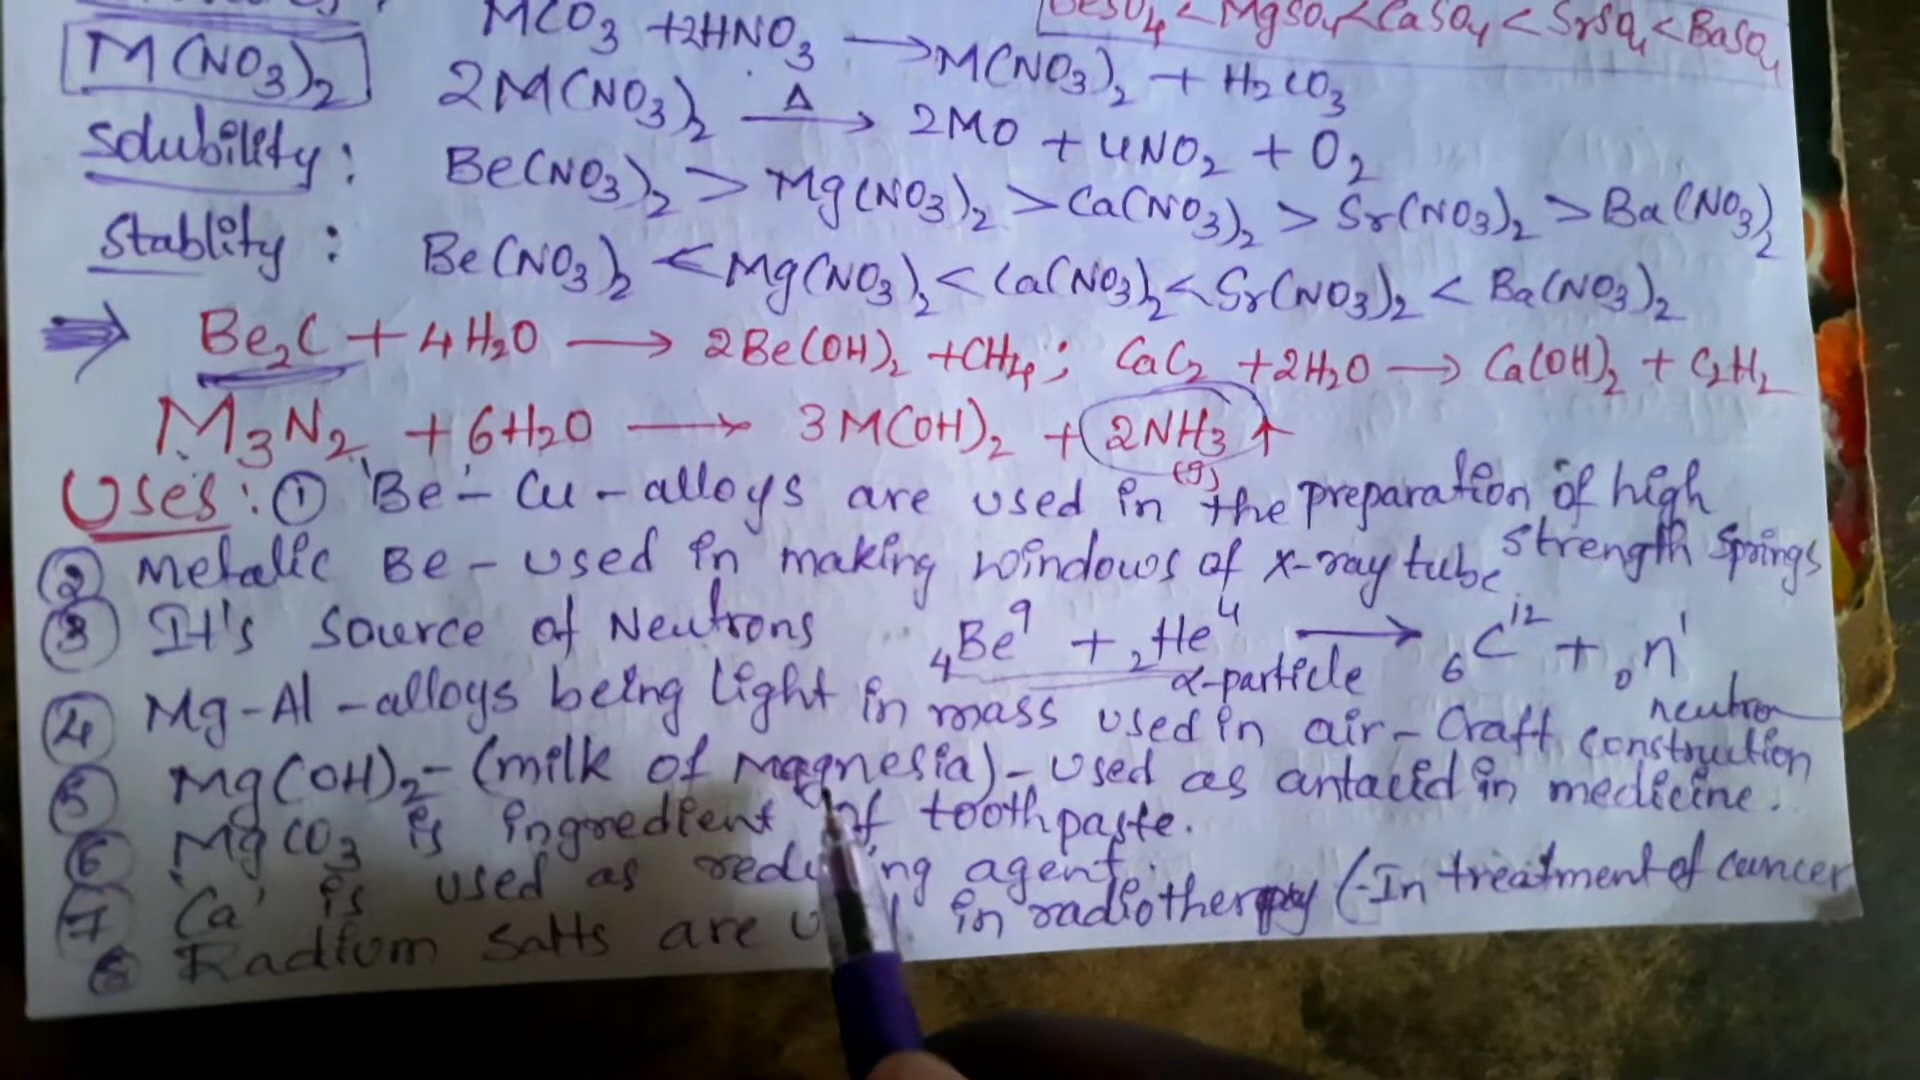 BeSO4 < MgSO4 < CaSO4 < SrSO4 < BaSO4
MCO3 + 2HNO3 → M(NO3)2 + H2CO3
M(NO3)2
2M(NO3)2 Δ→ 2MO + 4NO2 + O2
Solubility : Be(NO3)2 > Mg(NO3)2 > Ca(NO3)2 > Sr(NO3)2 > Ba(NO3)2
Stablity : Be(NO3)2 < Mg(NO3)2 < Ca(NO3)2 < Sr(NO3)2 < Ba(NO3)2
⇒ Be2C + 4H2O → 2Be(OH)2 + CH4 ; CaC2 + 2H2O → Ca(OH)2 + C2H2
M3N2 + 6H2O → 3M(OH)2 + 2NH3 ↑
(g)
Uses : ① 'Be' - Cu - alloys are used in the preparation of high
strength springs
② Metalic Be - used in making windows of x-ray tube
③ It's source of Neutrons 4Be9 + 2He4 → 6C12 + 0n1
α-particle neutron
④ Mg-Al-alloys being light in mass used in air-craft construction
⑤ Mg(OH)2 - (milk of magnesia) - used as antacid in medicine.
⑥ MgCO3 is ingredient of tooth paste.
⑦ 'Ca' is used as redu ng agent.
⑧ Radium salts are in radiotherapy (-In treatment of cancer